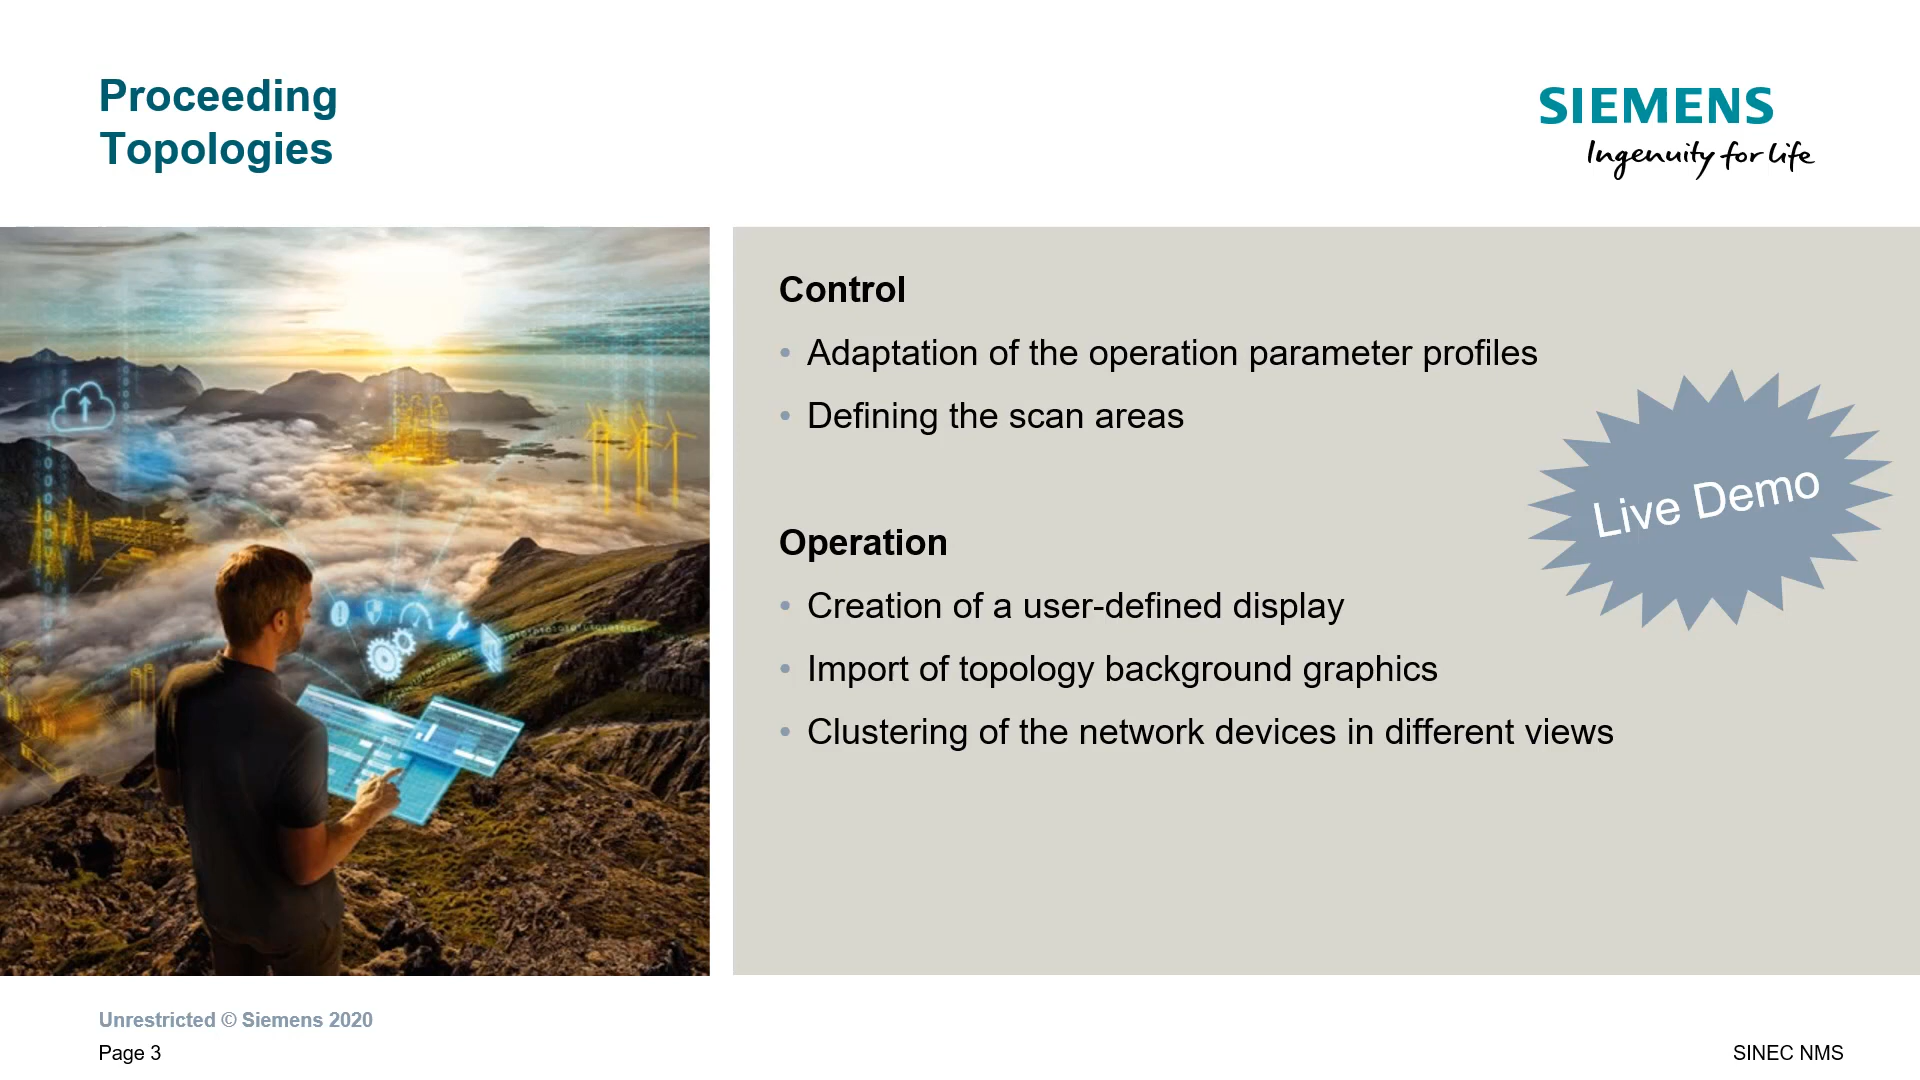 Proceeding
Topologies
SIEMENS
Ingenuity for life
Control
• Adaptation of the operation parameter profiles
• Defining the scan areas
Live Demo
Operation
• Creation of a user-defined display
• Import of topology background graphics
• Clustering of the network devices in different views
Unrestricted © Siemens 2020
Page 3
SINEC NMS